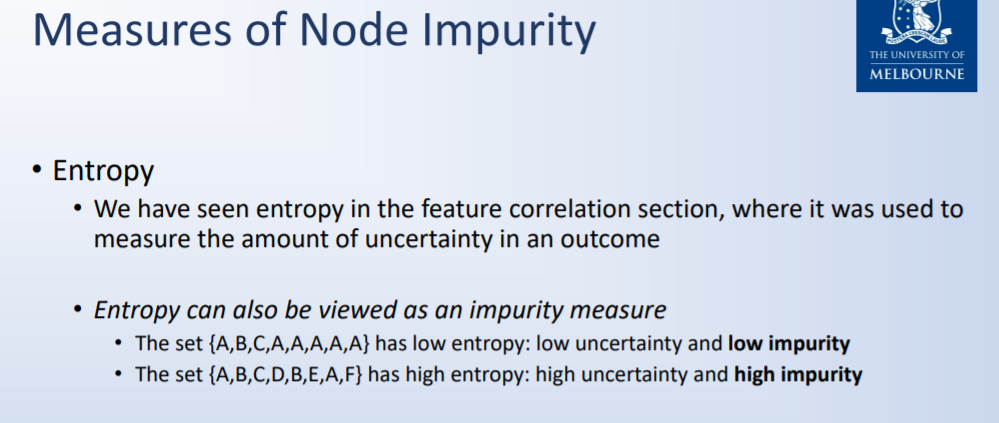 Measures of Node Impurity
THE UNIVERSITY OF
MELBOURNE
• Entropy
• We have seen entropy in the feature correlation section, where it was used to
measure the amount of uncertainty in an outcome
• Entropy can also be viewed as an impurity measure
• The set {A,B,C,A,A,A,A,A} has low entropy: low uncertainty and low impurity
• The set {A,B,C,D,B,E,A,F} has high entropy: high uncertainty and high impurity